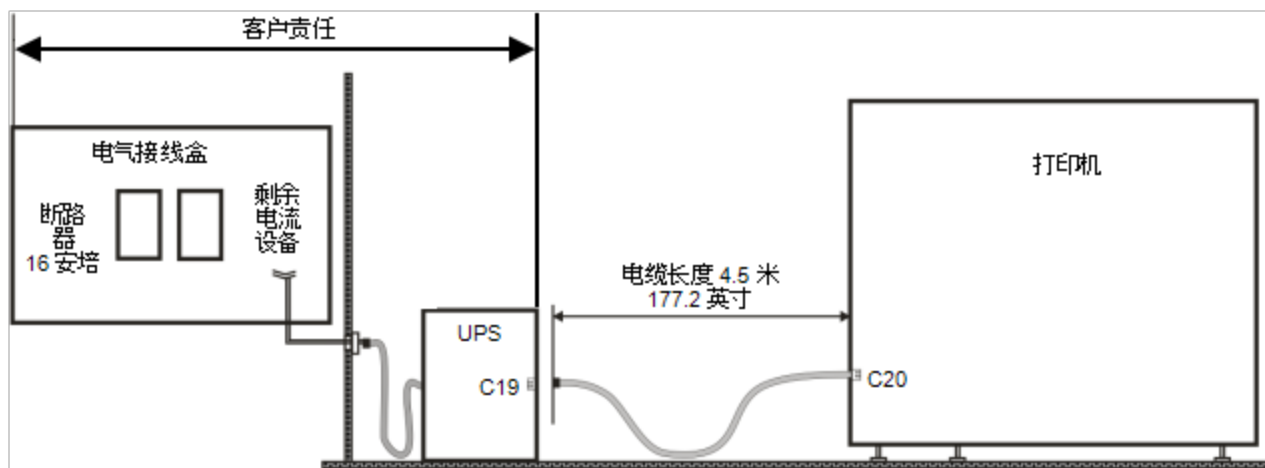 客户责任
电气接线盒
断路
器
16 安培
剩余
电流
设备
打印机
电缆长度 4.5 米
177.2 英寸
UPS
C19
C20